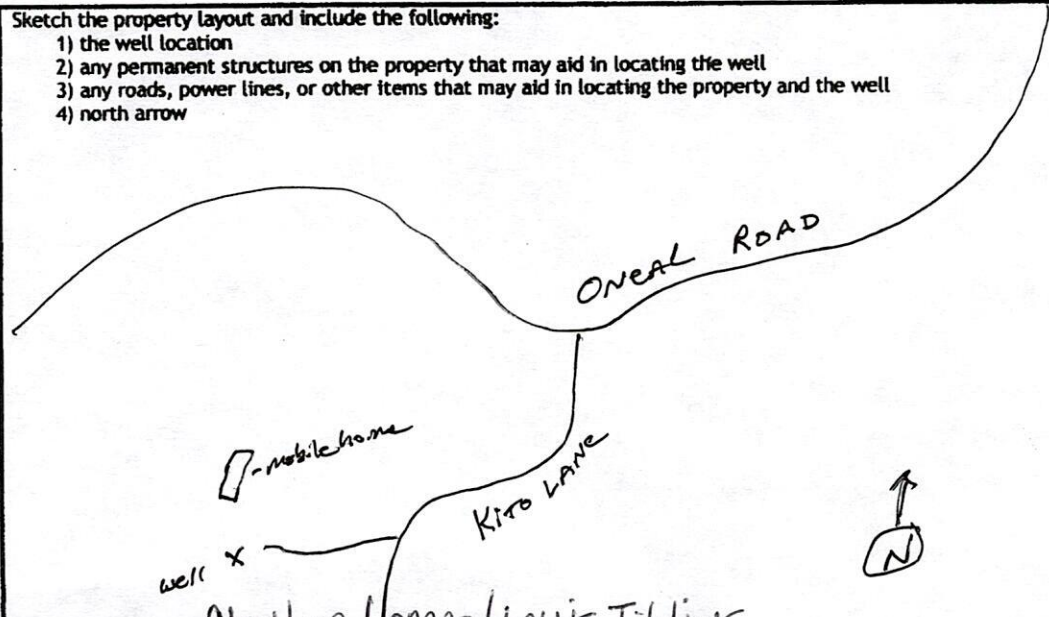 Sketch the property layout and include the following:
1) the well location
2) any permanent structures on the property that may aid in locating the well
3) any roads, power lines, or other items that may aid in locating the property and the well
4) north arrow
ONEAL ROAD
- mobile home
KITO LANE
well X
N